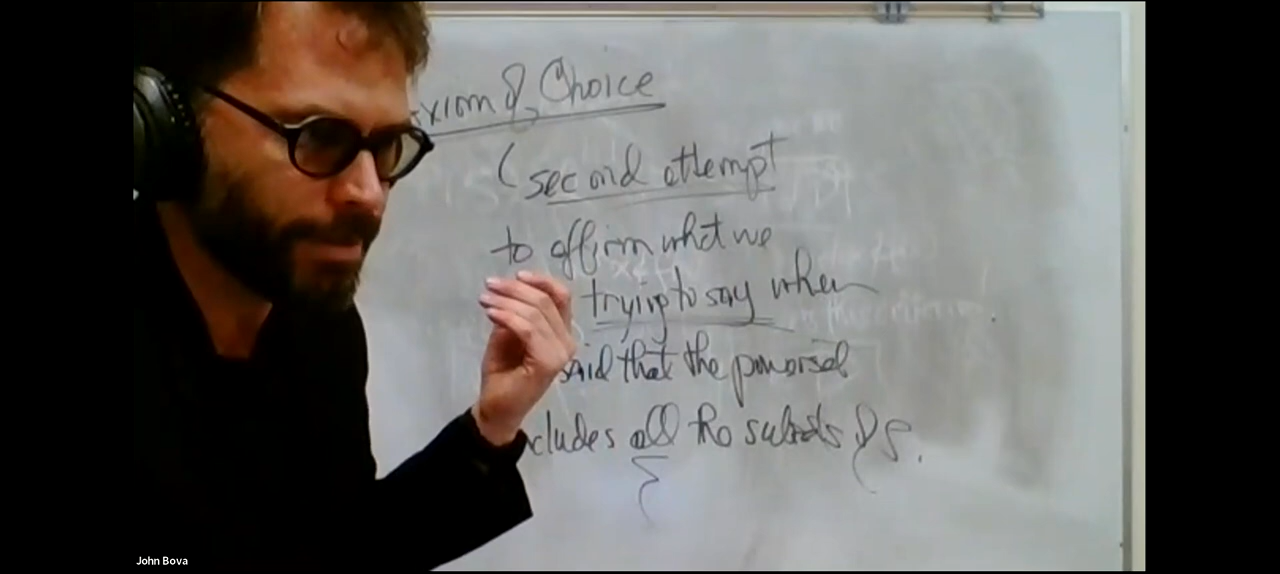 Axiom of Choice
(second attempt
to affirm what we
trying to say when
said that the powerset
cludes all the subsets of S.
John Bova